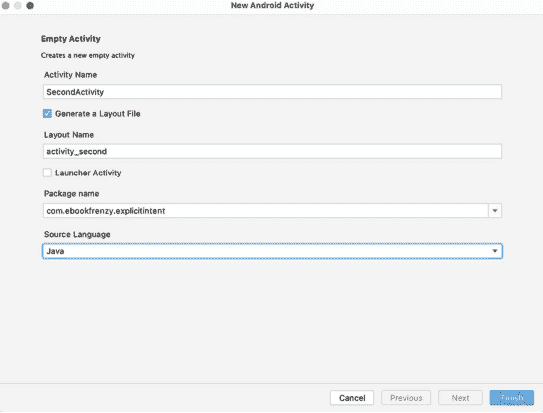 New Android Activity
Empty Activity
Creates a new empty activity
Activity Name
SecondActivity
Generate a Layout File
Layout Name
activity_second
Launcher Activity
Package name
com.ebookfrenzy.explicitintent
Source Language
Java
Cancel Previous Next Finish